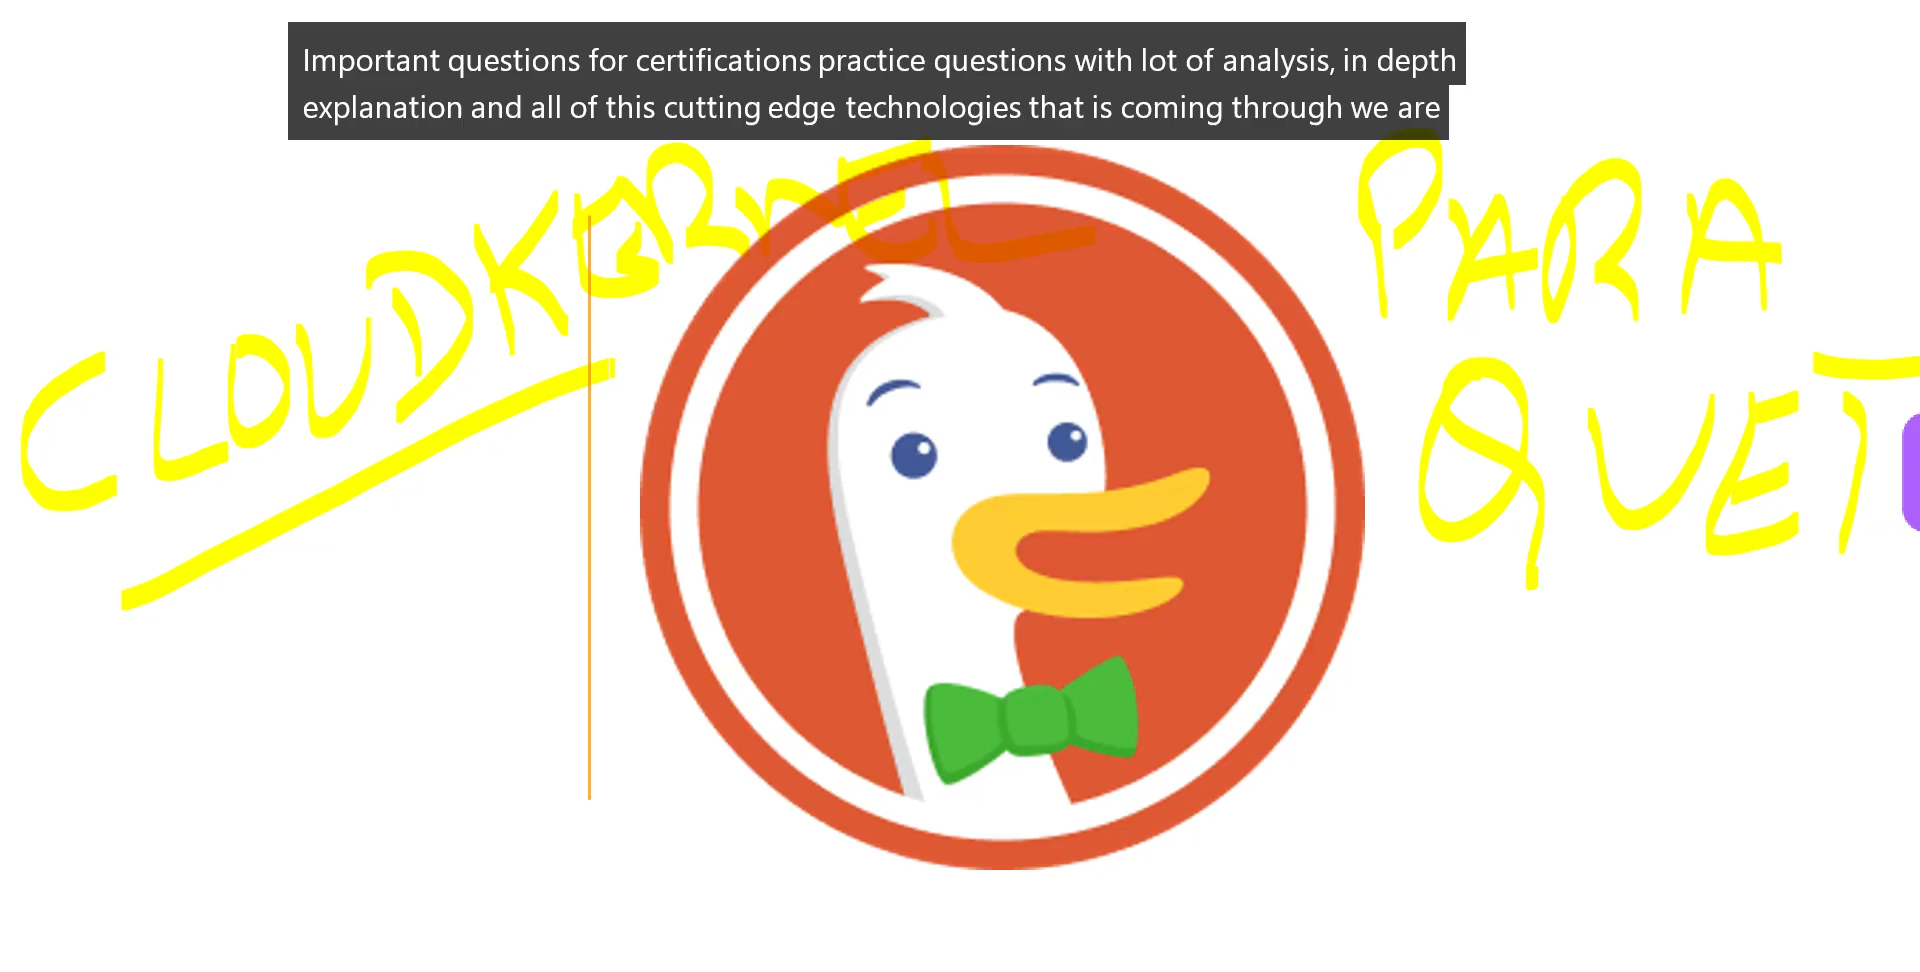 Important questions for certifications practice questions with lot of analysis, in depth
explanation and all of this cutting edge technologies that is coming through we are
CLOUDKERnEL
PARA
QUET